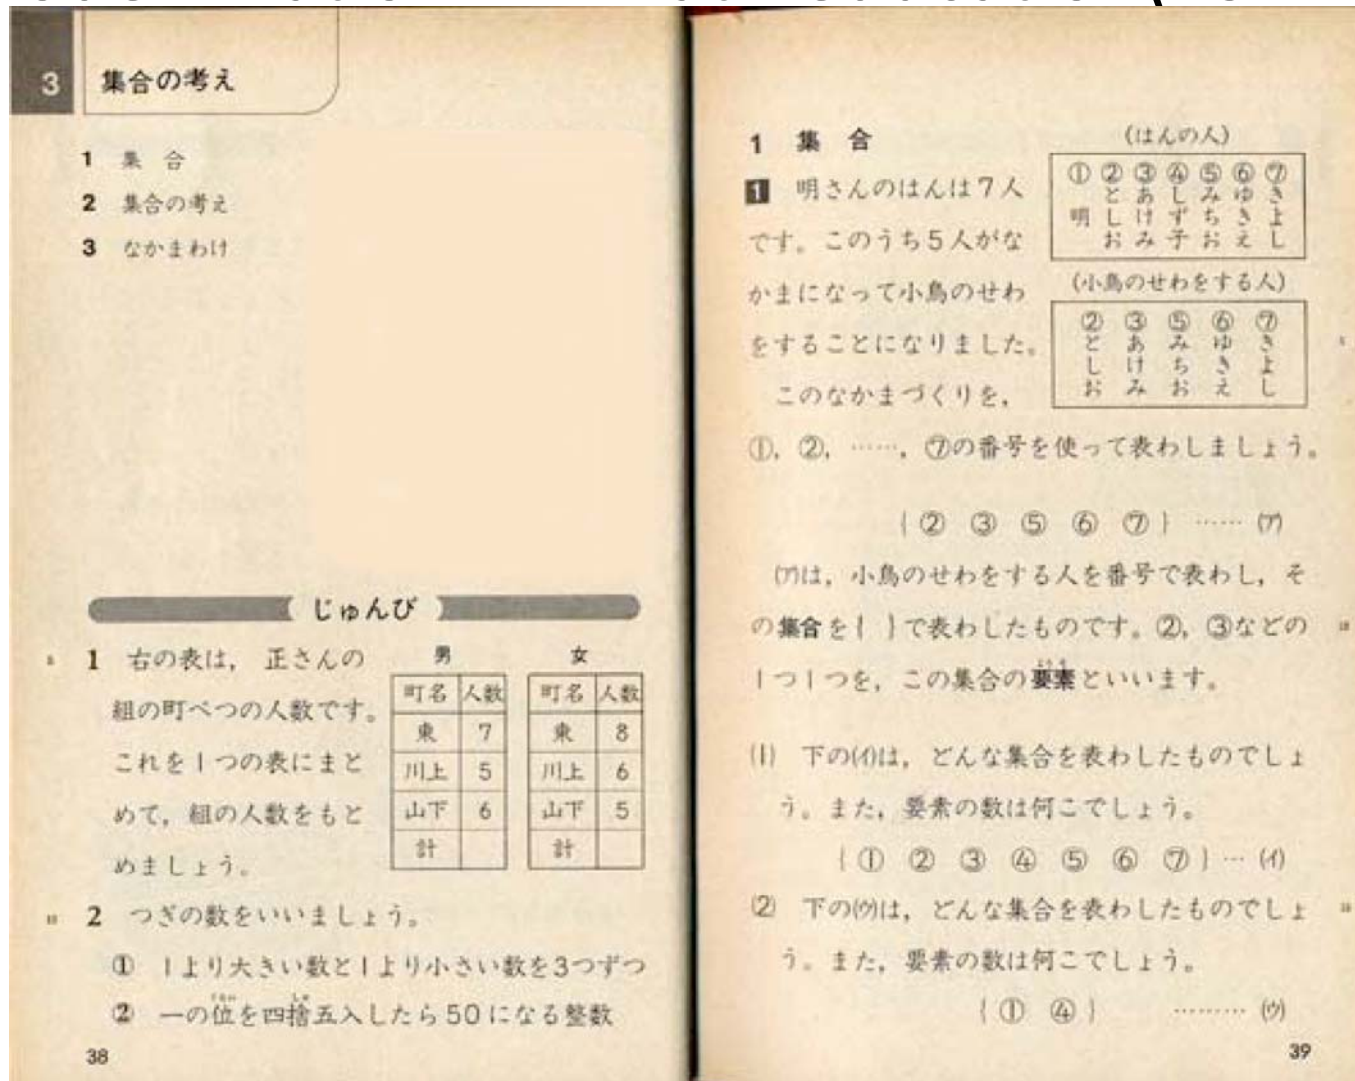 3 集合の考え
1 集合
2 集合の考え
3 なかまわけ
じゅんび
1 右の表は，正さんの
組の町べつの人数です。
これを1つの表にまと
めて，組の人数をもと
めましょう。
男
町名 人数
東 7
川上 5
山下 6
計
女
町名 人数
東 8
川上 6
山下 5
計
10 2 つぎの数をいいましょう。
① 1より大きい数と1より小さい数を3つずつ
くらい しゃ
② 一の位を四捨五入したら50になる整数
38
1 集合
1 明さんのはんは7人
です。このうち5人がな
かまになって小鳥のせわ
をすることになりました。
このなかまづくりを，
(はんの人)
① 明
② としお
③ あけみ
④ しず子
⑤ みちお
⑥ ゆきえ
⑦ きよし
(小鳥のせわをする人)
② としお
③ あけみ
⑤ みちお
⑥ ゆきえ
⑦ きよし
5
①，②，……，⑦の番号を使って表わしましょう。
{ ② ③ ⑤ ⑥ ⑦ } …… (ア)
(ア)は，小鳥のせわをする人を番号で表わし，そ
の集合を{ }で表わしたものです。②，③などの 10
ようそ
1つ1つを，この集合の要素といいます。
(1) 下の(イ)は，どんな集合を表わしたものでしょ
う。また，要素の数は何こでしょう。
{ ① ② ③ ④ ⑤ ⑥ ⑦ } … (イ)
(2) 下の(ウ)は，どんな集合を表わしたものでしょ 15
う。また，要素の数は何こでしょう。
{ ① ④ } ……… (ウ)
39